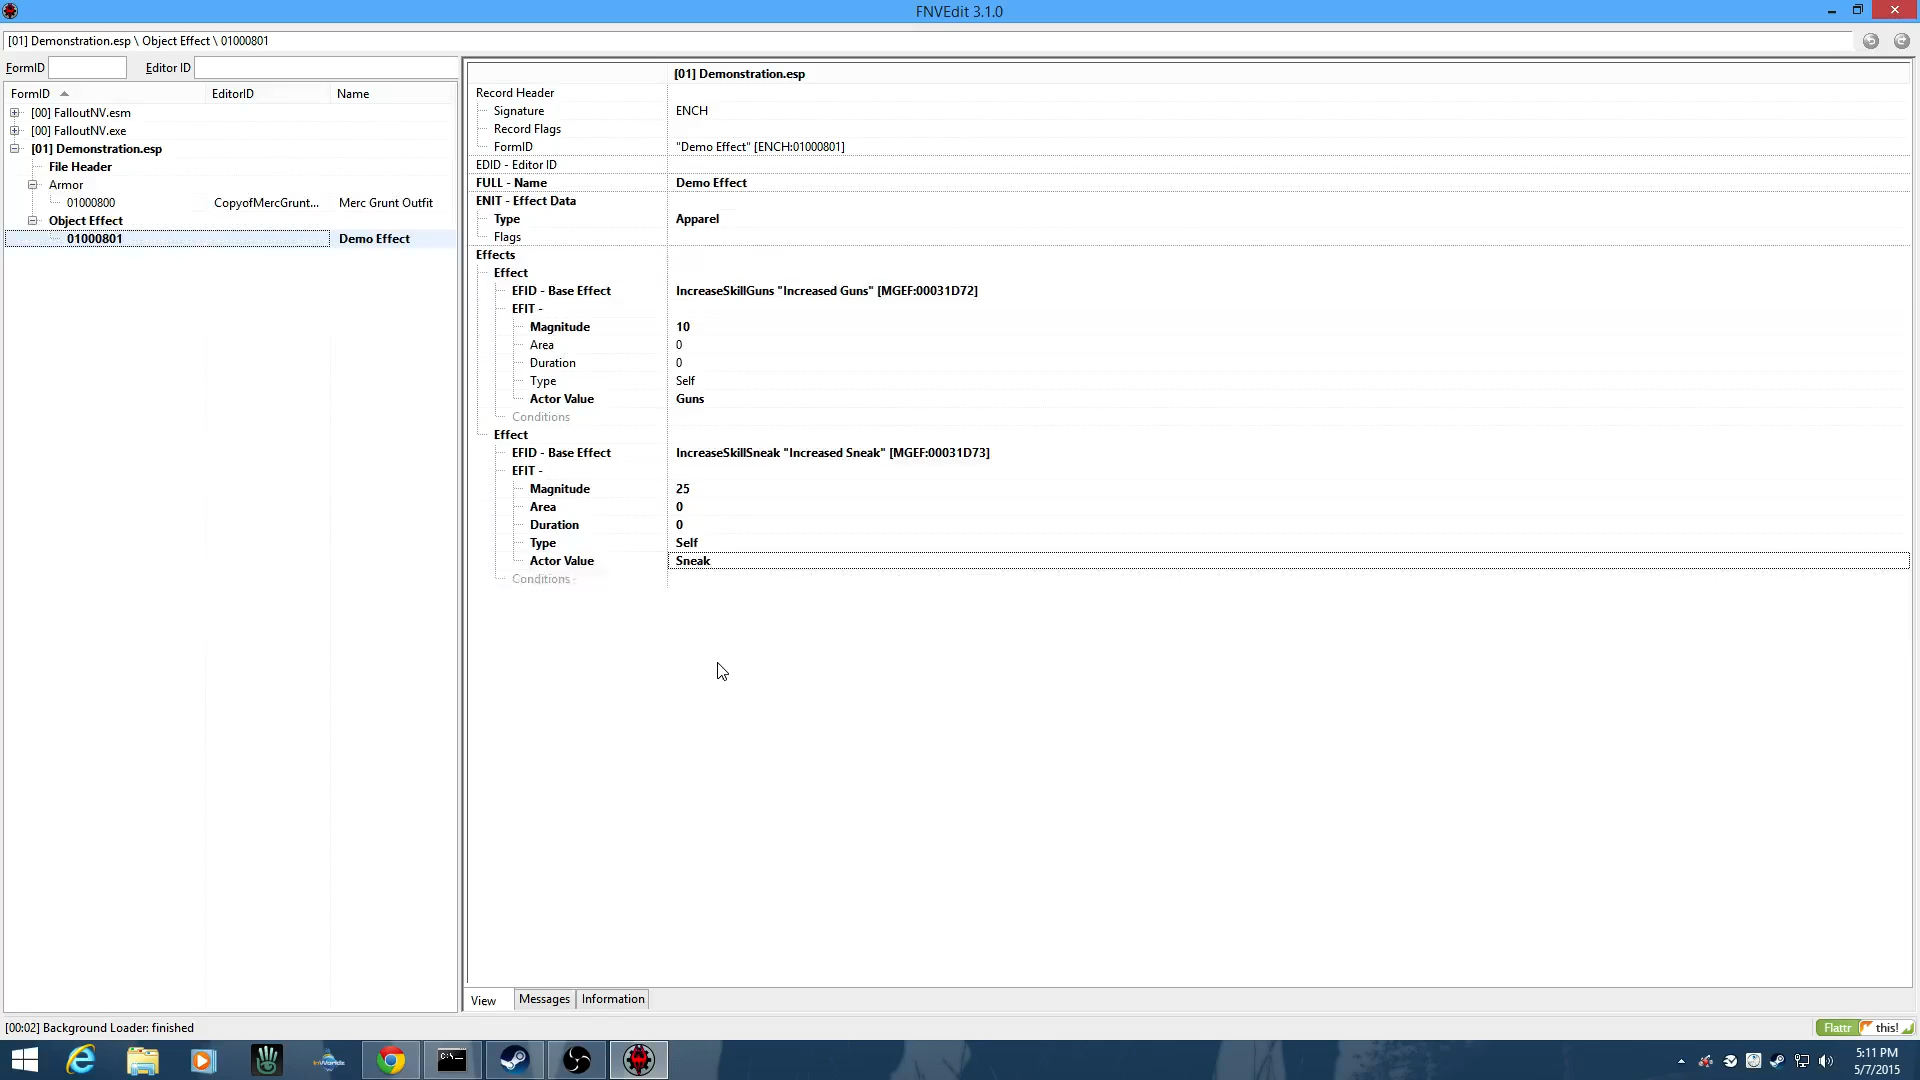 FNVEdit 3.1.0
[01] Demonstration.esp \ Object Effect \ 01000801
FormID Editor ID
FormID EditorID Name
[00] FalloutNV.esm
[00] FalloutNV.exe
[01] Demonstration.esp
File Header
Armor
01000800 CopyofMercGrunt... Merc Grunt Outfit
Object Effect
01000801 Demo Effect
[01] Demonstration.esp
Record Header
Signature ENCH
Record Flags
FormID "Demo Effect" [ENCH:01000801]
EDID - Editor ID
FULL - Name Demo Effect
ENIT - Effect Data
Type Apparel
Flags
Effects
Effect
EFID - Base Effect IncreaseSkillGuns "Increased Guns" [MGEF:00031D72]
EFIT -
Magnitude 10
Area 0
Duration 0
Type Self
Actor Value Guns
Conditions
Effect
EFID - Base Effect IncreaseSkillSneak "Increased Sneak" [MGEF:00031D73]
EFIT -
Magnitude 25
Area 0
Duration 0
Type Self
Actor Value Sneak
Conditions
View Messages Information
[00:02] Background Loader: finished
Flattr this!
InWorldz
C:\
5:11 PM
5/7/2015